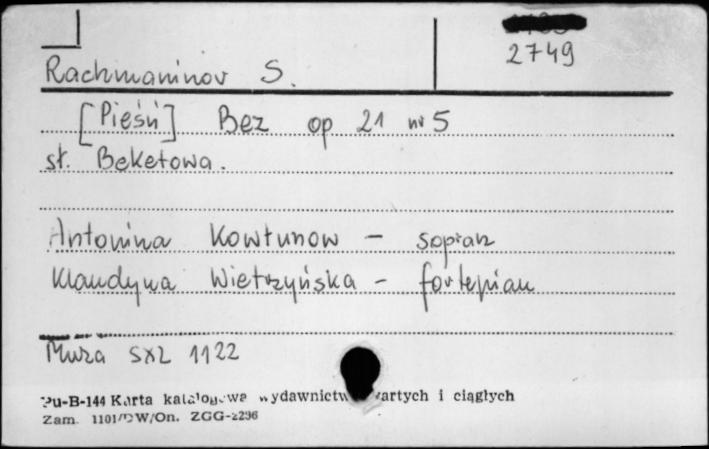 2749
Rachmaninov S.
[Pieśń] Bez op 21 nr 5
sł. Beketowa.
Antonina Kowtunow - sopran
Klaudyna Wietrzyńska - fortepian
Muza SXL 1122
Pu-B-144 Karta katalogowa wydawnictw zwartych i ciągłych
Zam. 1101/DW/On. ZGG-2296